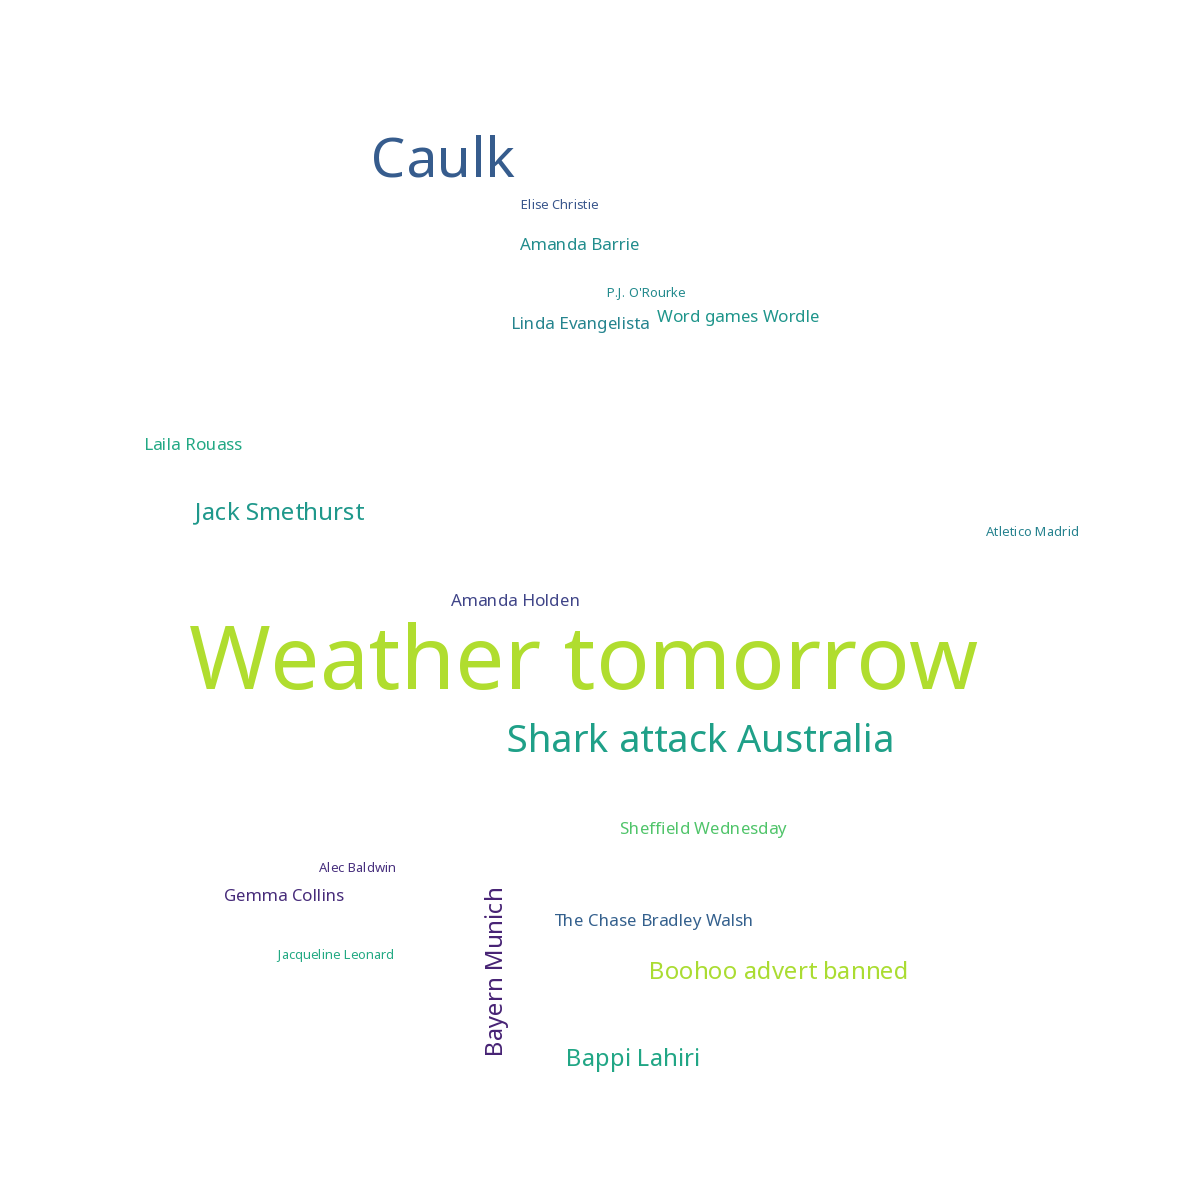 Caulk
Elise Christie
Amanda Barrie
P.J. O'Rourke
Word games Wordle
Linda Evangelista
Laila Rouass
Jack Smethurst
Atletico Madrid
Amanda Holden
Weather tomorrow
Shark attack Australia
Sheffield Wednesday
Alec Baldwin
Gemma Collins
Bayern Munich
The Chase Bradley Walsh
Jacqueline Leonard
Boohoo advert banned
Bappi Lahiri